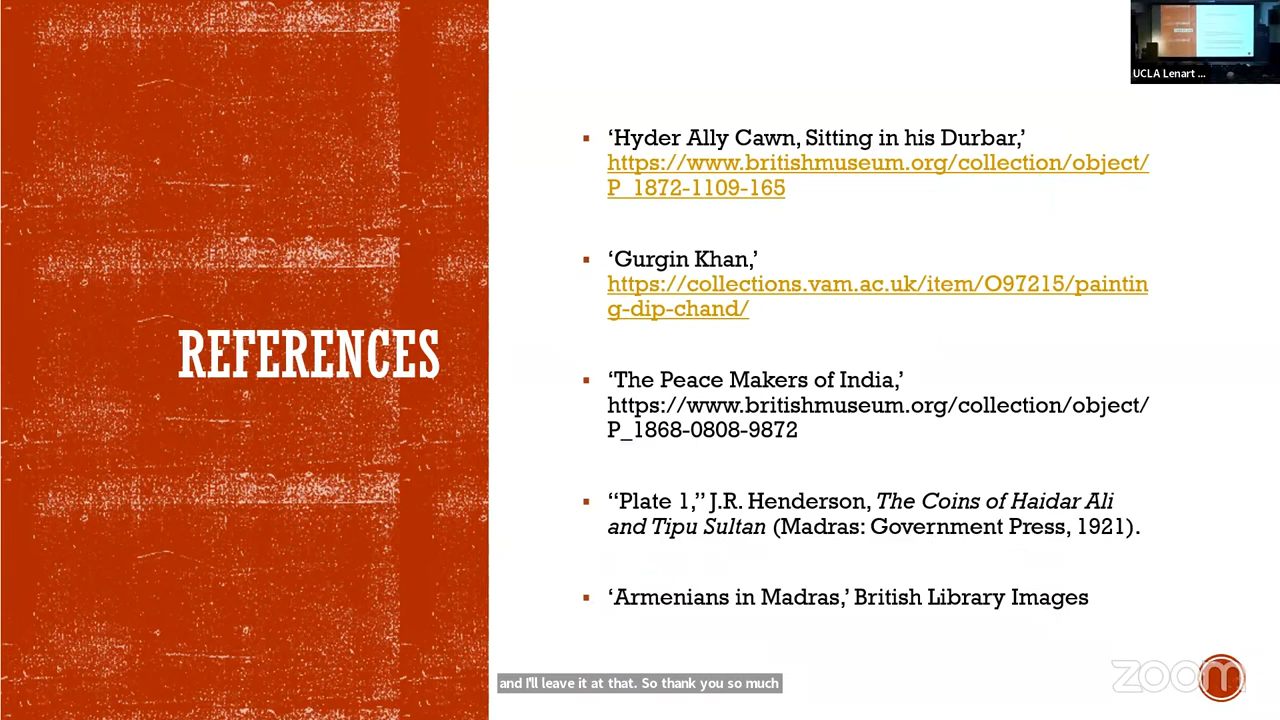 UCLA Lenart ...
REFERENCES
▪ ‘Hyder Ally Cawn, Sitting in his Durbar,’
https://www.britishmuseum.org/collection/object/
P_1872-1109-165
▪ ‘Gurgin Khan,’
https://collections.vam.ac.uk/item/O97215/paintin
g-dip-chand/
▪ ‘The Peace Makers of India,’
https://www.britishmuseum.org/collection/object/
P_1868-0808-9872
▪ “Plate 1,” J.R. Henderson, The Coins of Haidar Ali
and Tipu Sultan (Madras: Government Press, 1921).
▪ ‘Armenians in Madras,’ British Library Images
and I'll leave it at that. So thank you so much
zoom